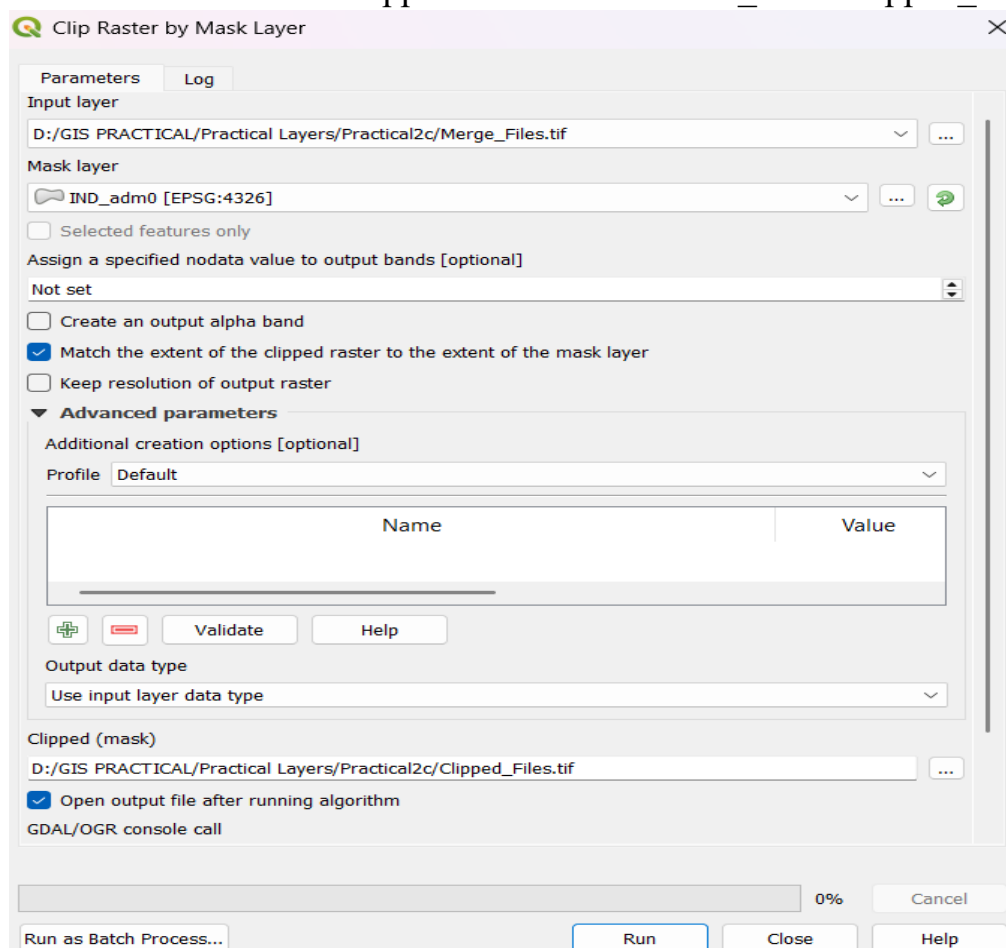 Clip Raster by Mask Layer
Parameters Log
Input layer
D:/GIS PRACTICAL/Practical Layers/Practical2c/Merge_Files.tif ...
Mask layer
IND_adm0 [EPSG:4326] ...
Selected features only
Assign a specified nodata value to output bands [optional]
Not set
Create an output alpha band
Match the extent of the clipped raster to the extent of the mask layer
Keep resolution of output raster
Advanced parameters
Additional creation options [optional]
Profile Default
Name Value
Validate Help
Output data type
Use input layer data type
Clipped (mask)
D:/GIS PRACTICAL/Practical Layers/Practical2c/Clipped_Files.tif ...
Open output file after running algorithm
GDAL/OGR console call
0% Cancel
Run as Batch Process... Run Close Help